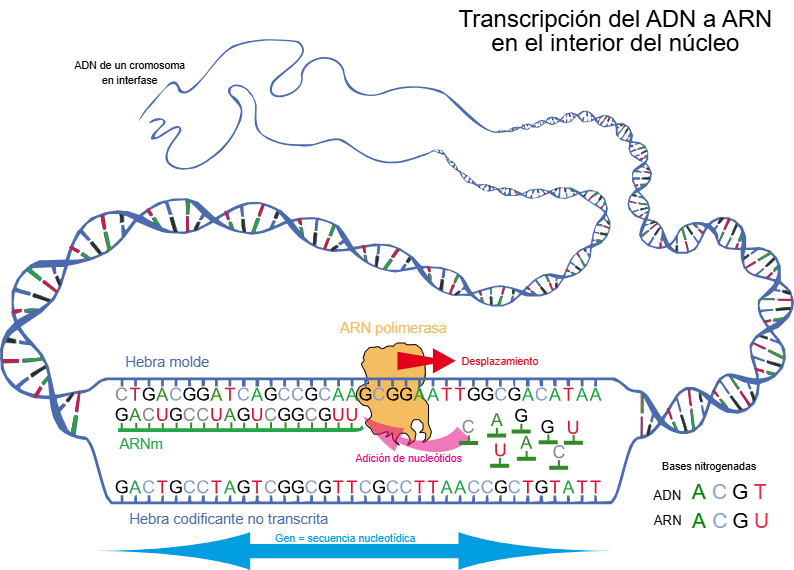 Transcripción del ADN a ARN
en el interior del núcleo
ADN de un cromosoma
en interfase
ARN polimerasa
Hebra molde
Desplazamiento
CTGACGGATCAGCCGCAAGCGGAATTGGCGACATAA
GACUGCCUAGUCGGCGUU
ARNm
Adición de nucleótidos
C A G G U
U A C
GACTGCCTAGTCGGCGTTCGCCTTAACCGCTGTATT
Hebra codificante no transcrita
Gen = secuencia nucleotídica
Bases nitrogenadas
ADN A C G T
ARN A C G U